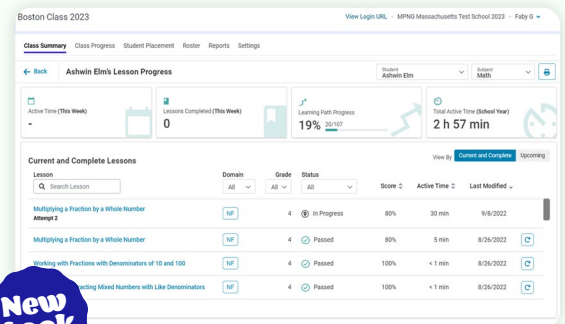 Boston Class 2023
View Login URL - MPNG Massachusetts Test School 2023 - Faby G
Class Summary Class Progress Student Placement Roster Reports Settings
← Back Ashwin Elm's Lesson Progress
Student
Ashwin Elm
Subject
Math
Active Time (This Week)
-
Lessons Completed (This Week)
0
Learning Path Progress
19% 20/107
Total Active Time (School Year)
2 h 57 min
Current and Complete Lessons
View By Current and Complete Upcoming
Lesson Domain Grade Status
Search Lesson All All All Score Active Time Last Modified
Multiplying a Fraction by a Whole Number
Attempt 2
NF 4 In Progress 80% 30 min 9/8/2022
Multiplying a Fraction by a Whole Number NF 4 Passed 80% 5 min 8/26/2022
Working with Fractions with Denominators of 10 and 100 NF 4 Passed 100% < 1 min 8/26/2022
acting Mixed Numbers with Like Denominators NF 4 Passed 100% < 1 min 8/26/2022
New